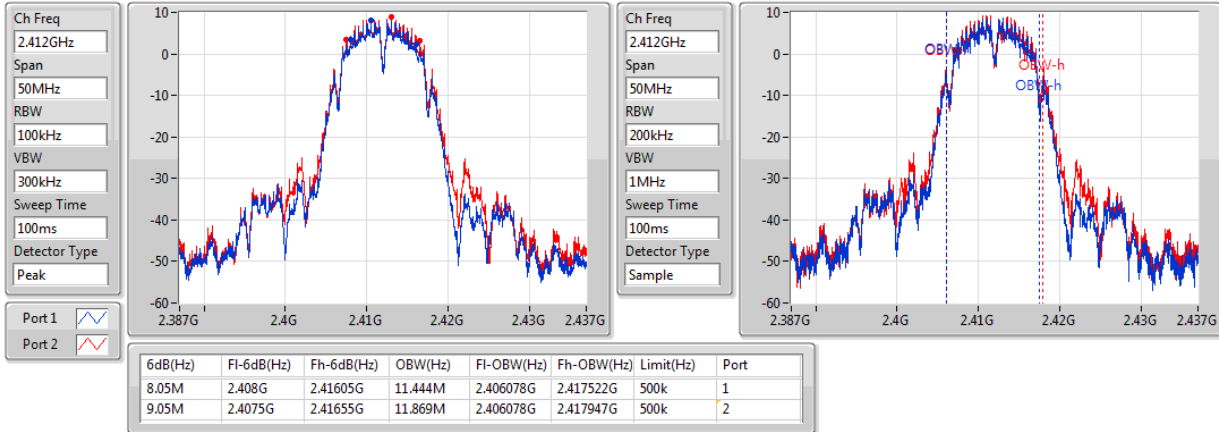 Ch Freq
2.412GHz
Span
50MHz
RBW
100kHz
VBW
300kHz
Sweep Time
100ms
Detector Type
Peak
Port 1
Port 2
10
0
-10
-20
-30
-40
-50
-60
2.387G 2.4G 2.41G 2.42G 2.43G 2.437G
Ch Freq
2.412GHz
Span
50MHz
RBW
200kHz
VBW
1MHz
Sweep Time
100ms
Detector Type
Sample
10
0
-10
-20
-30
-40
-50
-60
OBW-h
OBW-h
2.387G 2.4G 2.41G 2.42G 2.43G 2.437G
6dB(Hz) Fl-6dB(Hz) Fh-6dB(Hz) OBW(Hz) Fl-OBW(Hz) Fh-OBW(Hz) Limit(Hz) Port
8.05M 2.408G 2.41605G 11.444M 2.406078G 2.417522G 500k 1
9.05M 2.4075G 2.41655G 11.869M 2.406078G 2.417947G 500k 2